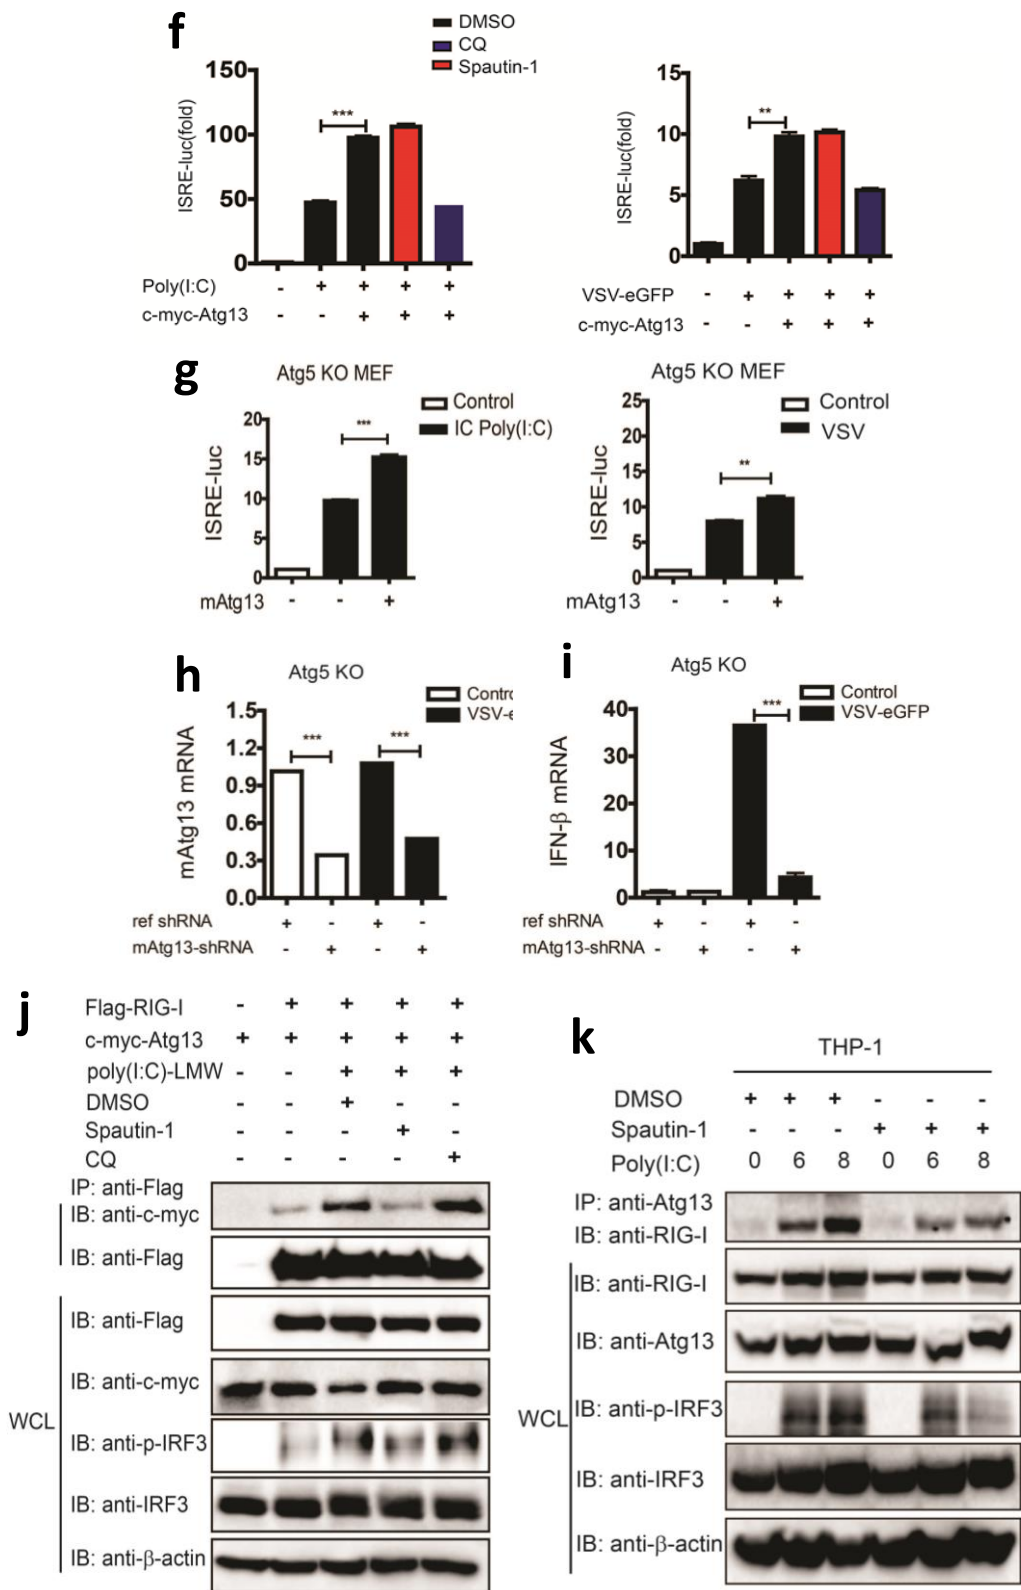 f
DMSO
CQ
Spautin-1
150
100
50
0
ISRE-luc(fold)
***
Poly(I:C) - + + + +
c-myc-Atg13 - - + + +
15
10
5
0
ISRE-luc(fold)
**
VSV-eGFP - + + + +
c-myc-Atg13 - - + + +
g
Atg5 KO MEF
Control
IC Poly(I:C)
20
15
10
5
0
ISRE-luc
***
mAtg13 - - +
Atg5 KO MEF
Control
VSV
25
20
15
10
5
0
ISRE-luc
**
mAtg13 - - +
h
Atg5 KO
Contro
VSV-e
1.5
1.2
0.9
0.6
0.3
0.0
mAtg13 mRNA
*** ***
ref shRNA + - + -
mAtg13-shRNA - + - +
i
Atg5 KO
Control
VSV-eGFP
40
30
20
10
0
IFN-β mRNA
***
ref shRNA + - + -
mAtg13-shRNA - + - +
j
Flag-RIG-I - + + + +
c-myc-Atg13 + + + + +
poly(I:C)-LMW - - + + +
DMSO - - + - -
Spautin-1 - - - + -
CQ - - - - +
IP: anti-Flag
IB: anti-c-myc
IB: anti-Flag
WCL
IB: anti-Flag
IB: anti-c-myc
IB: anti-p-IRF3
IB: anti-IRF3
IB: anti-β-actin
k
THP-1
DMSO + + + - - -
Spautin-1 - - - + + +
Poly(I:C) 0 6 8 0 6 8
IP: anti-Atg13
IB: anti-RIG-I
WCL
IB: anti-RIG-I
IB: anti-Atg13
IB: anti-p-IRF3
IB: anti-IRF3
IB: anti-β-actin